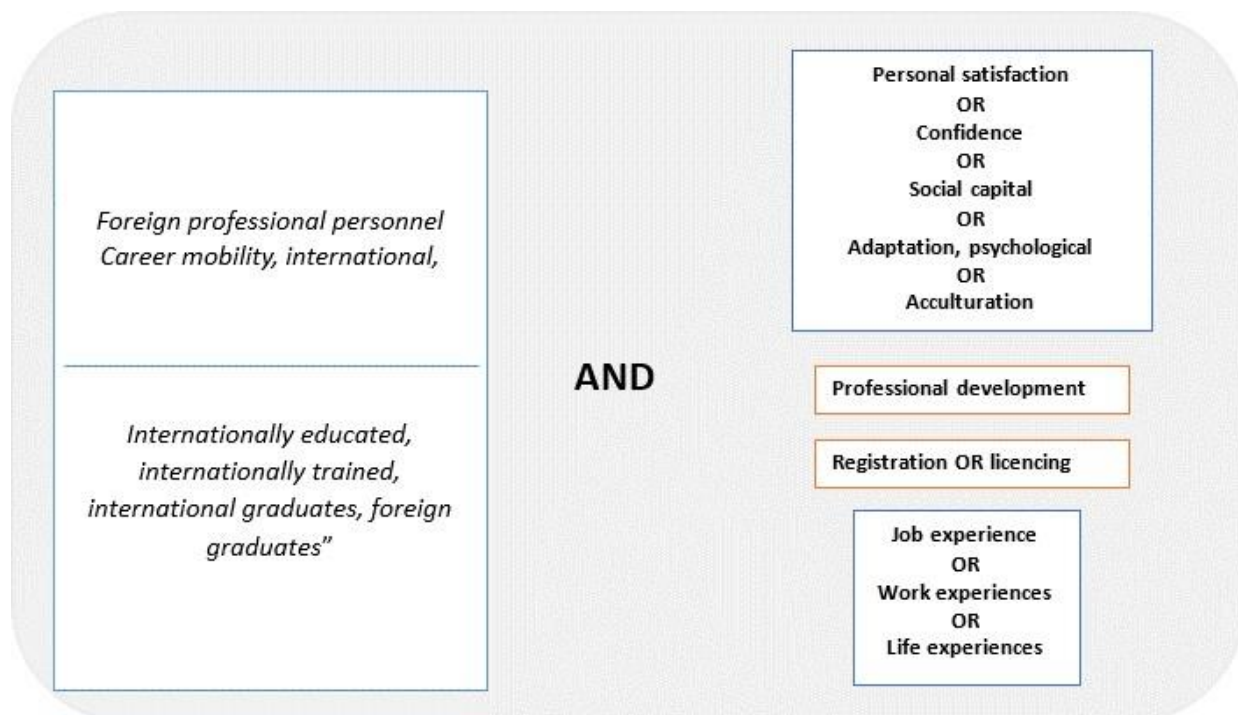 Foreign professional personnel
Career mobility, international,
Internationally educated,
internationally trained,
international graduates, foreign
graduates”
AND
Personal satisfaction
OR
Confidence
OR
Social capital
OR
Adaptation, psychological
OR
Acculturation
Professional development
Registration OR licencing
Job experience
OR
Work experiences
OR
Life experiences